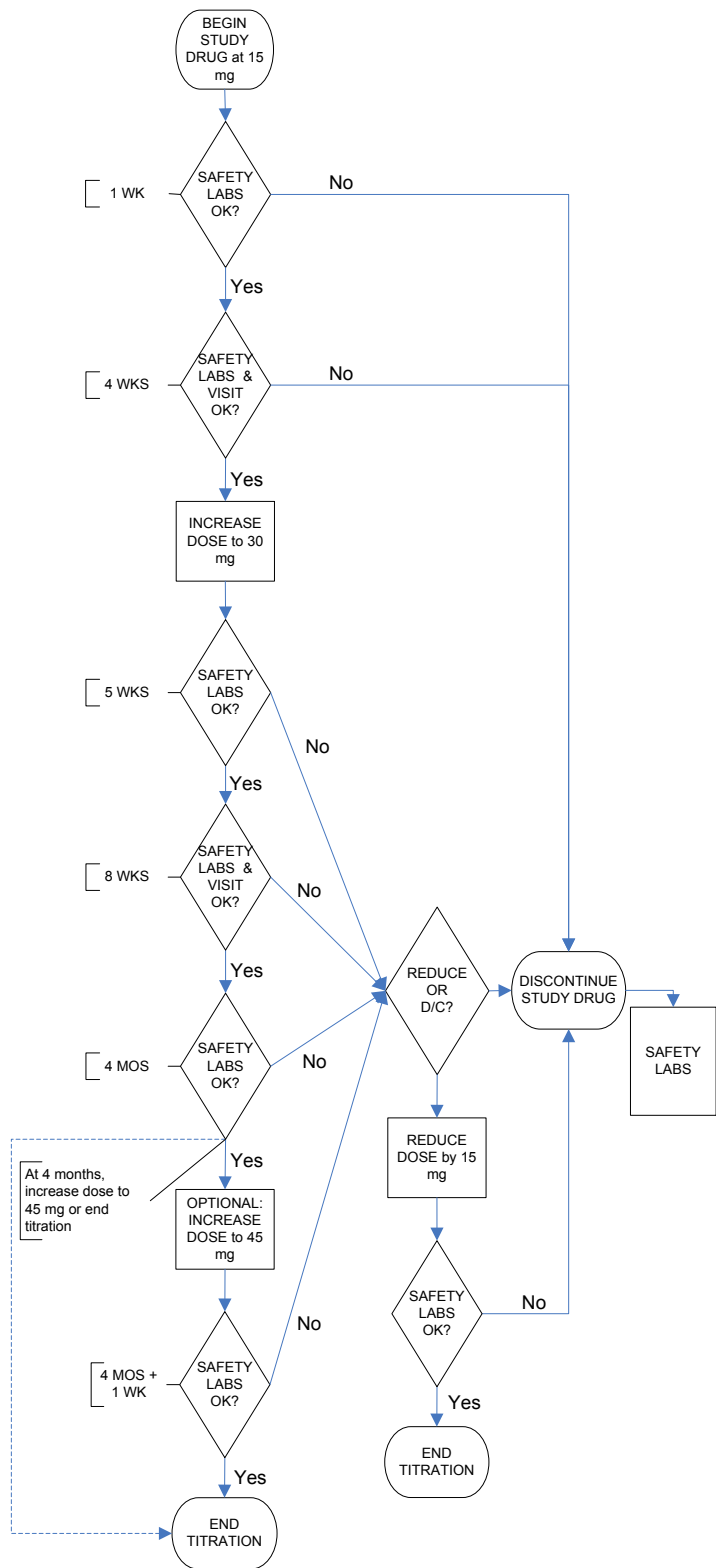 BEGIN
STUDY
DRUG at 15
mg
1 WK
SAFETY
LABS
OK?
No
Yes
4 WKS
SAFETY
LABS &
VISIT
OK?
No
Yes
INCREASE
DOSE to 30
mg
5 WKS
SAFETY
LABS
OK?
No
Yes
8 WKS
SAFETY
LABS &
VISIT
OK?
No
Yes
4 MOS
SAFETY
LABS
OK?
No
Yes
At 4 months,
increase dose to
45 mg or end
titration
OPTIONAL:
INCREASE
DOSE to 45
mg
4 MOS +
1 WK
SAFETY
LABS
OK?
No
Yes
END
TITRATION
REDUCE
OR
D/C?
DISCONTINUE
STUDY DRUG
SAFETY
LABS
REDUCE
DOSE by 15
mg
SAFETY
LABS
OK?
No
Yes
END
TITRATION